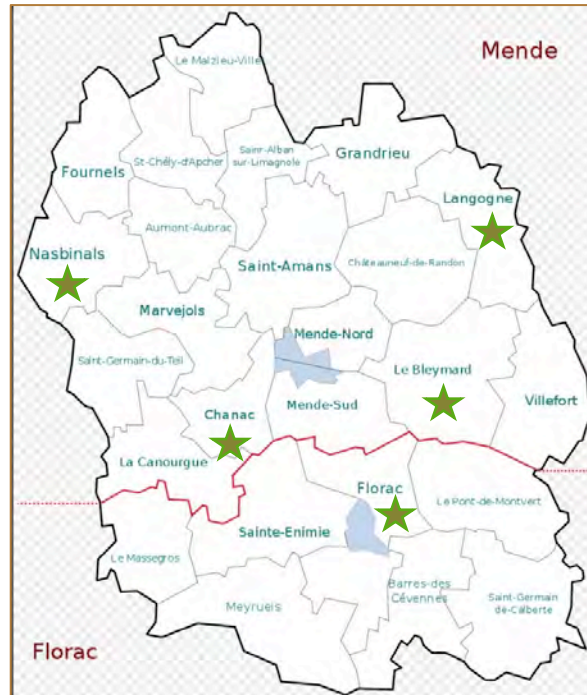 Mende
Le Malzieu-Ville
Fournels
St-Chély-d'Apcher
Sainr-Alban
sur-Limagnole
Grandrieu
Langogne
Nasbinals
Aumont-Aubrac
Saint-Amans
Châteauneuf-de-Randon
Marvejols
Saint-Germain-du-Teil
Mende-Nord
Le Bleymard
Chanac
Mende-Sud
Villefort
La Canourgue
Florac
Le Pont-de-Montvert
Sainte-Enimie
Le Massegros
Meyrueis
Barres-des
Cévennes
Saint-Germain
de-Calberte
Florac